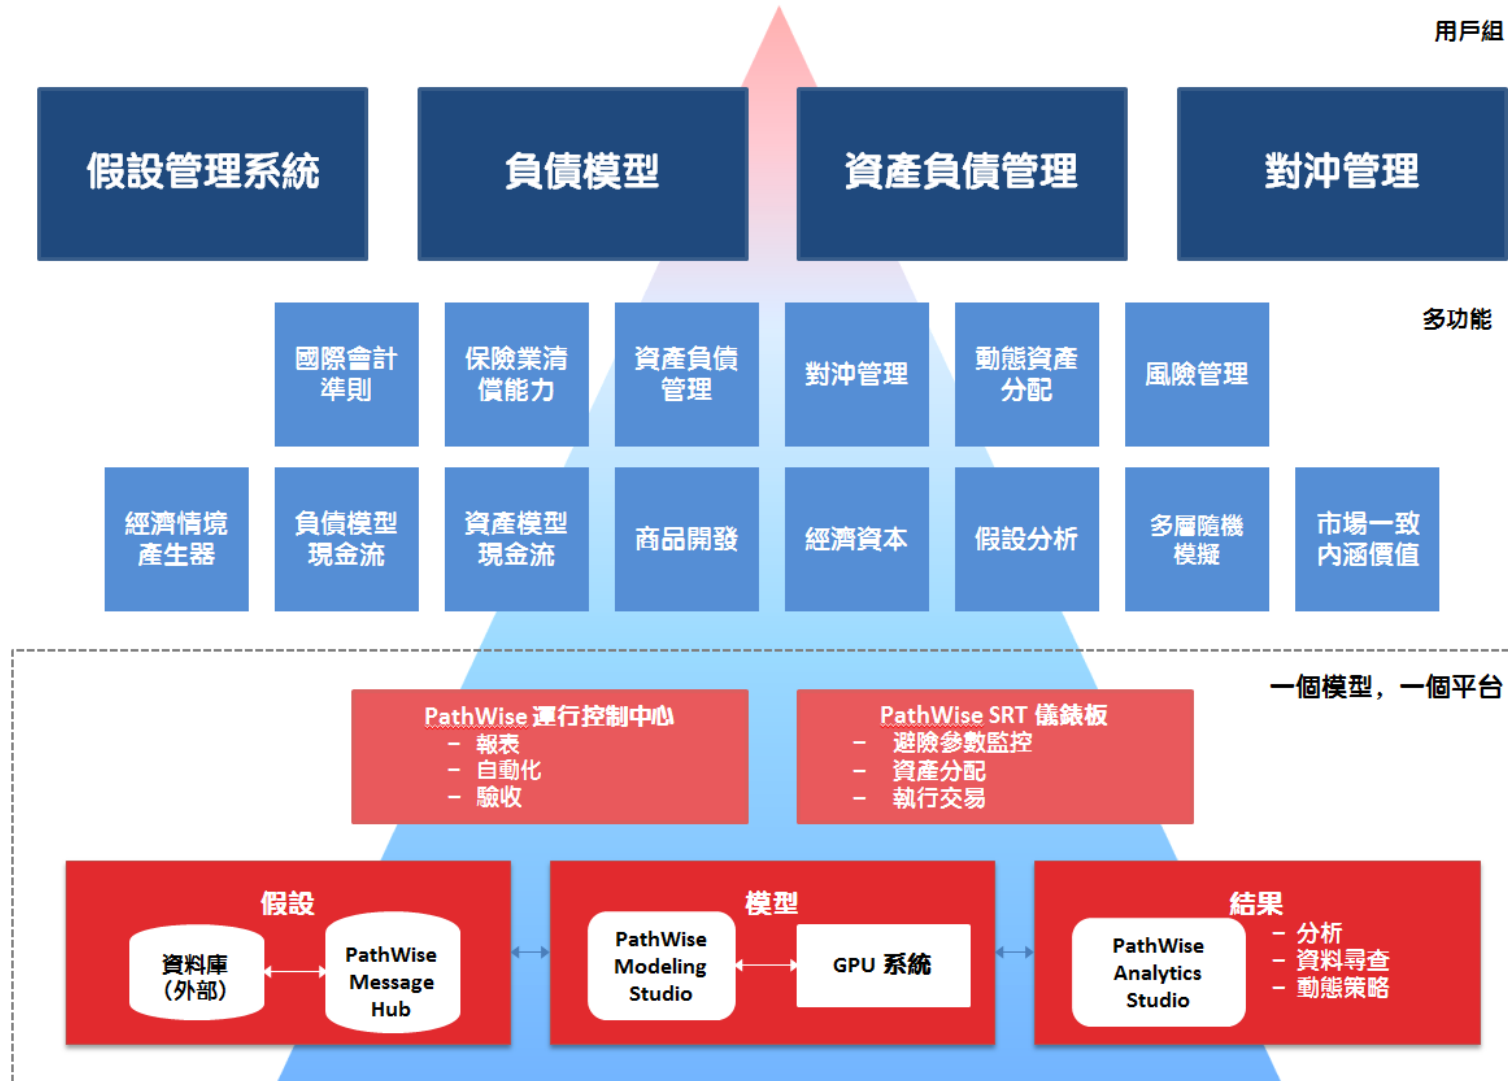 用戶組
假設管理系統
負債模型
資產負債管理
對沖管理
多功能
國際會計
準則
保險業清
償能力
資產負債
管理
對沖管理
動態資產
分配
風險管理
經濟情境
產生器
負債模型
現金流
資產模型
現金流
商品開發
經濟資本
假設分析
多層隨機
模擬
市場一致
內涵價值
一個模型，一個平台
PathWise 運行控制中心
– 報表
– 自動化
– 驗收
PathWise SRT 儀錶板
– 避險參數監控
– 資產分配
– 執行交易
假設
資料庫
（外部）
PathWise
Message
Hub
模型
PathWise
Modeling
Studio
GPU 系統
結果
PathWise
Analytics
Studio
– 分析
– 資料尋查
– 動態策略